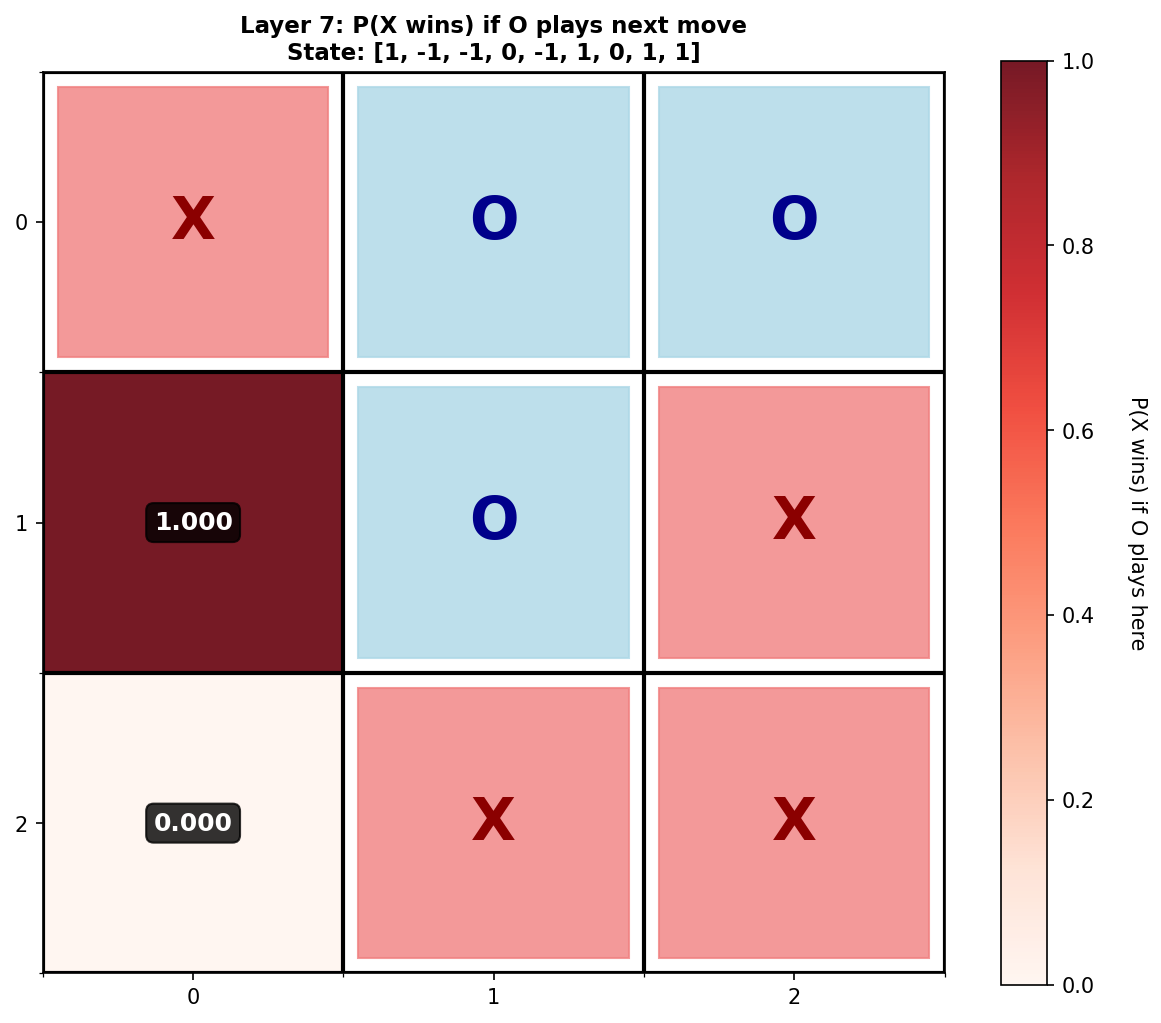 Layer 7: P(X wins) if O plays next move
State: [1, -1, -1, 0, -1, 1, 0, 1, 1]
0
X
O
O
1
1.000
O
X
2
0.000
X
X
0
1
2
1.0
0.8
0.6
0.4
0.2
0.0
P(X wins) if O plays here